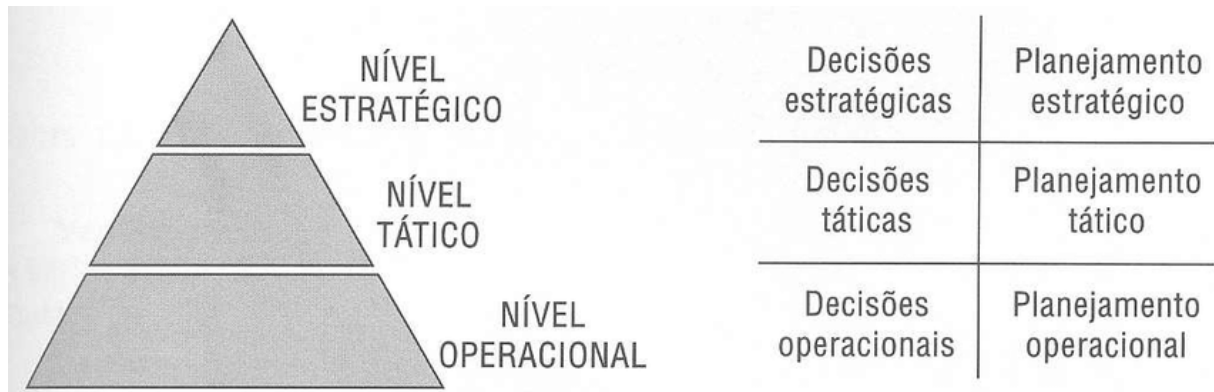 NÍVEL
ESTRATÉGICO
Decisões
estratégicas
Planejamento
estratégico
NÍVEL
TÁTICO
Decisões
táticas
Planejamento
tático
NÍVEL
OPERACIONAL
Decisões
operacionais
Planejamento
operacional